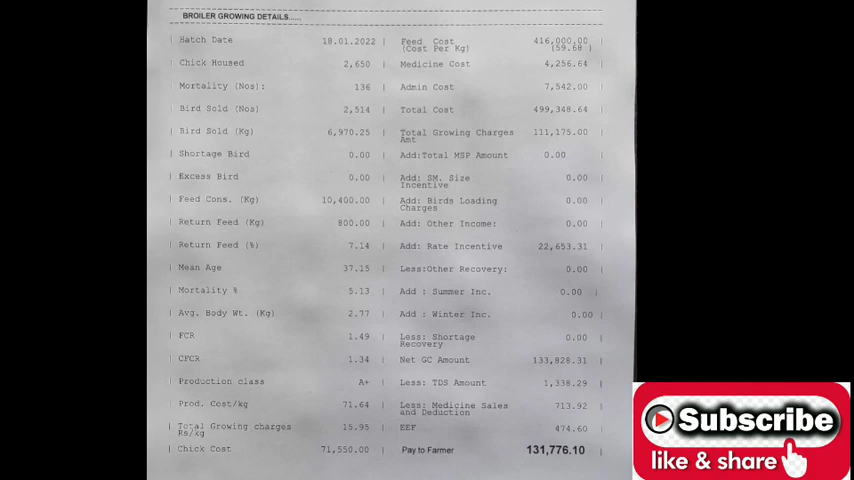 BROILER GROWING DETAILS......
| Hatch Date 18.01.2022 | Feed Cost 416,000.00 |
(Cost Per Kg) (59.68 )
| Chick Housed 2,650 | Medicine Cost 4,256.64 |
| Mortality (Nos): 136 | Admin Cost 7,542.00 |
| Bird Sold (Nos) 2,514 | Total Cost 499,348.64 |
| Bird Sold (Kg) 6,970.25 | Total Growing Charges 111,175.00 |
Amt
| Shortage Bird 0.00 | Add:Total MSP Amount 0.00 |
| Excess Bird 0.00 | Add: SM. Size 0.00 |
Incentive
| Feed Cons. (Kg) 10,400.00 | Add: Birds Loading 0.00 |
Charges
| Return Feed (Kg) 800.00 | Add: Other Income: 0.00 |
| Return Feed (%) 7.14 | Add: Rate Incentive 22,653.31 |
| Mean Age 37.15 | Less:Other Recovery: 0.00 |
| Mortality % 5.13 | Add : Summer Inc. 0.00 |
| Avg. Body Wt. (Kg) 2.77 | Add : Winter Inc. 0.00 |
| FCR 1.49 | Less: Shortage 0.00 |
Recovery
| CFCR 1.34 | Net GC Amount 133,828.31 |
| Production class A+ | Less: TDS Amount 1,338.29 |
| Prod. Cost/kg 71.64 | Less: Medicine Sales 713.92 |
and Deduction
| Total Growing charges 15.95 | EEF 474.60 |
Rs/kg
| Chick Cost 71,550.00 | Pay to Farmer 131,776.10 |
Subscribe
like & share